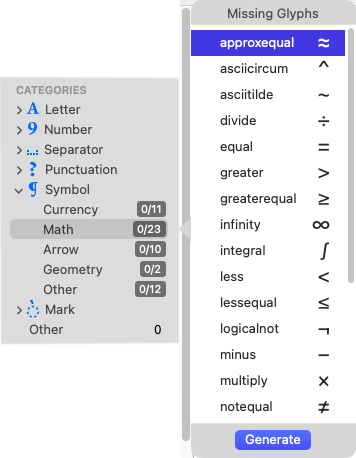 CATEGORIES
A Letter
9 Number
Separator
? Punctuation
¶ Symbol
Currency 0/11
Math 0/23
Arrow 0/10
Geometry 0/2
Other 0/12
Mark
Other 0
Missing Glyphs
approxequal ≈
asciicircum ^
asciitilde ~
divide ÷
equal =
greater >
greaterequal ≥
infinity ∞
integral ∫
less <
lessequal ≤
logicalnot ¬
minus −
multiply ×
notequal ≠
Generate